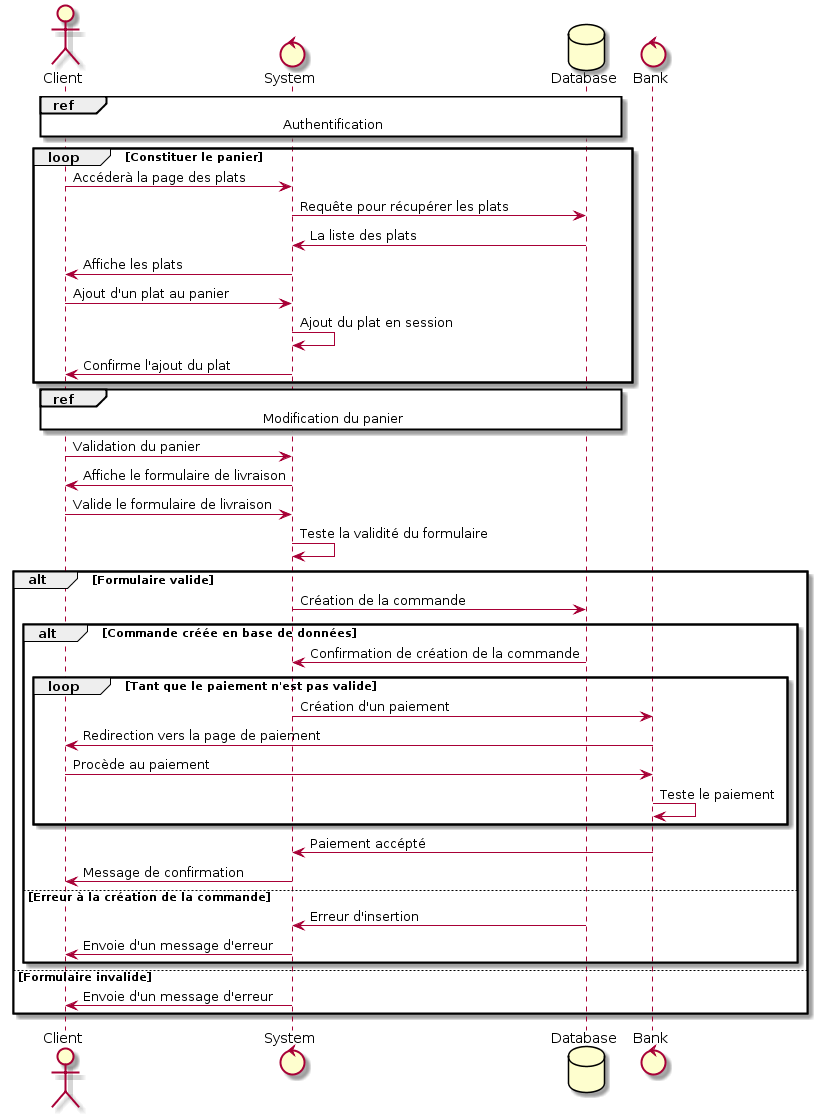 Client
System
Database
Bank
ref
Authentification
loop [Constituer le panier]
Accéderà la page des plats
Requête pour récupérer les plats
La liste des plats
Affiche les plats
Ajout d'un plat au panier
Ajout du plat en session
Confirme l'ajout du plat
ref
Modification du panier
Validation du panier
Affiche le formulaire de livraison
Valide le formulaire de livraison
Teste la validité du formulaire
alt [Formulaire valide]
Création de la commande
alt [Commande créée en base de données]
Confirmation de création de la commande
loop [Tant que le paiement n'est pas valide]
Création d'un paiement
Redirection vers la page de paiement
Procède au paiement
Teste le paiement
Paiement accépté
Message de confirmation
[Erreur à la création de la commande]
Erreur d'insertion
Envoie d'un message d'erreur
[Formulaire invalide]
Envoie d'un message d'erreur
Client
System
Database
Bank